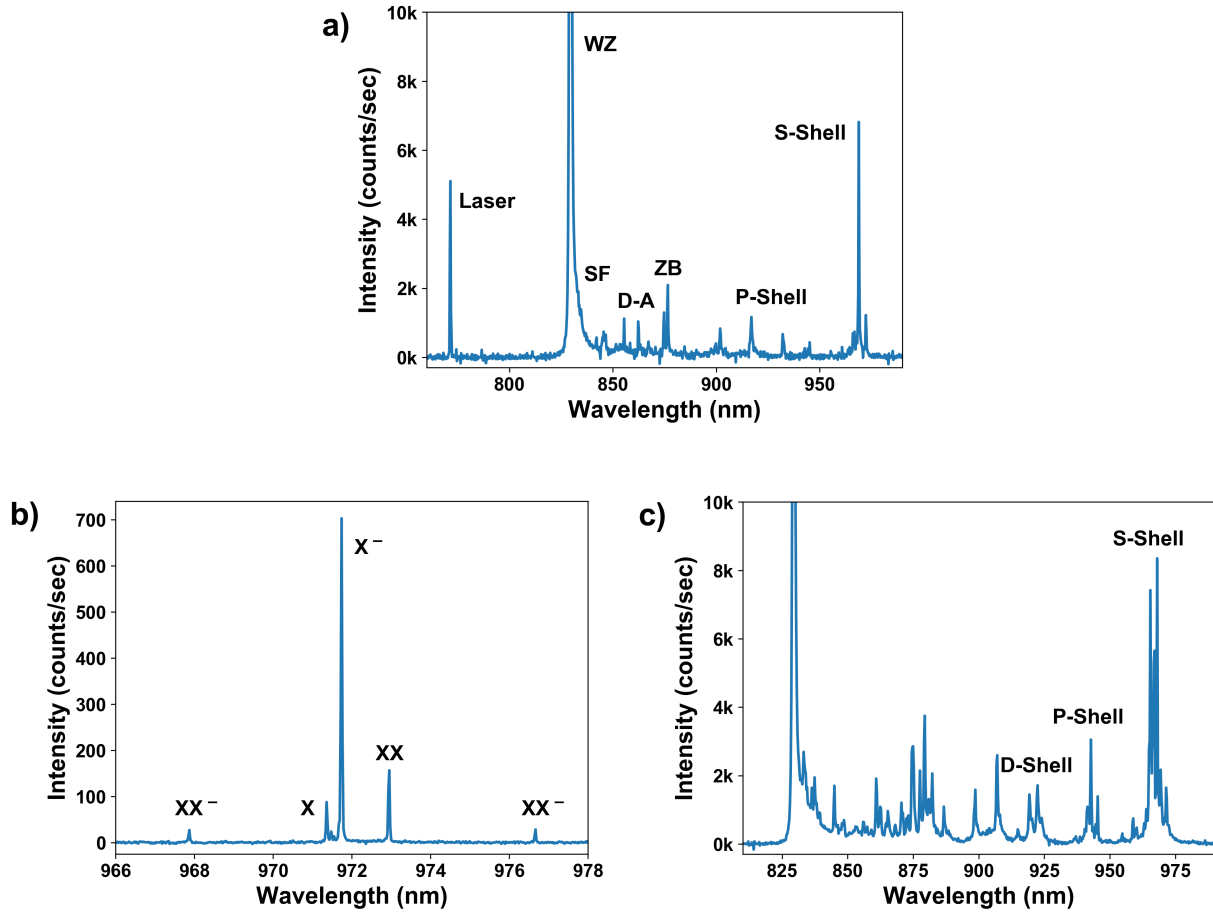 a)
10k
8k
6k
4k
2k
0k
Intensity (counts/sec)
WZ
S-Shell
Laser
SF
ZB
D-A
P-Shell
800
850
900
950
Wavelength (nm)
b)
700
600
500
400
300
200
100
0
Intensity (counts/sec)
X⁻
XX
XX⁻
X
XX⁻
966
968
970
972
974
976
978
Wavelength (nm)
c)
10k
8k
6k
4k
2k
0k
Intensity (counts/sec)
S-Shell
P-Shell
D-Shell
825
850
875
900
925
950
975
Wavelength (nm)